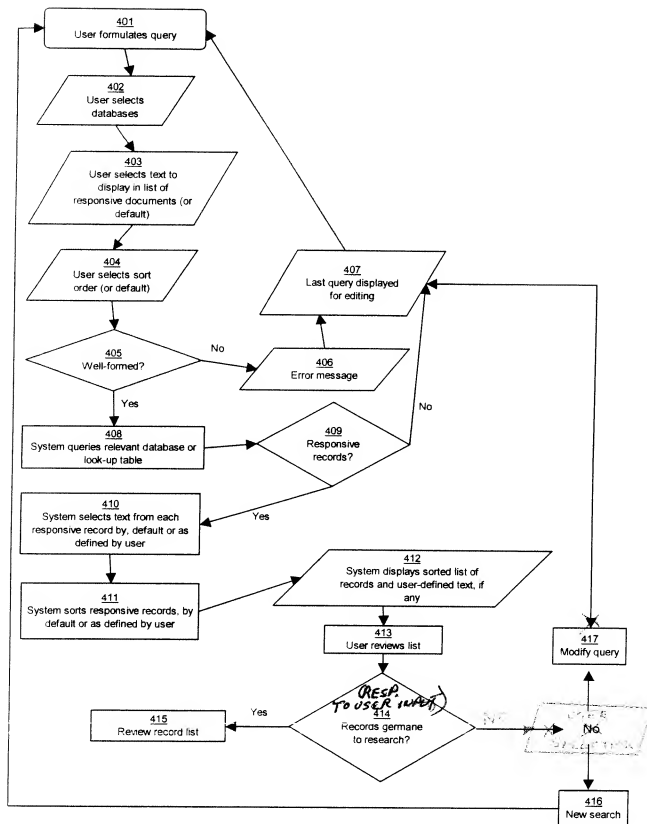 401
User formulates query
402
User selects
databases
403
User selects text to
display in list of
responsive documents (or
default)
404
User selects sort
order (or default)
407
Last query displayed
for editing
405
Well-formed?
No
406
Error message
Yes
No
408
System queries relevant database or
look-up table
409
Responsive
records?
410
System selects text from each
responsive record by, default or as
defined by user
Yes
412
System displays sorted list of
records and user-defined text, if
any
411
System sorts responsive records, by
default or as defined by user
413
User reviews list
417
Modify query
(RESP.
TO USER INPUT)
414
Records germane
to research?
Yes
415
Review record list
NO
USER
No
SELECTION
416
New search